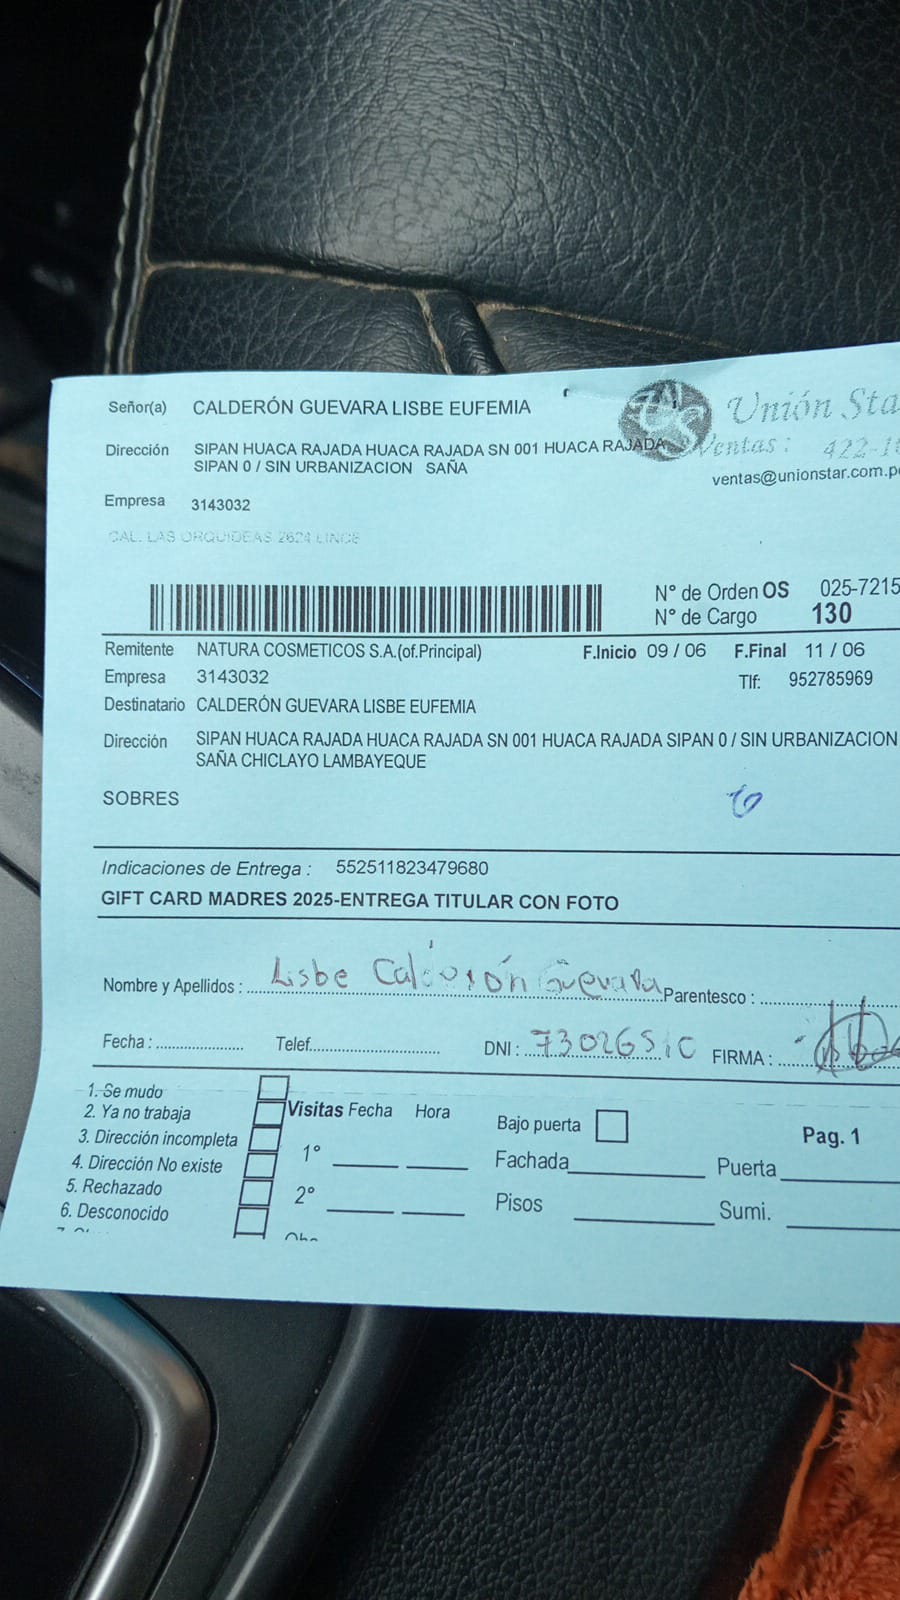 Señor(a) CALDERÓN GUEVARA LISBE EUFEMIA
Unión Sta
Dirección SIPAN HUACA RAJADA HUACA RAJADA SN 001 HUACA RAJADA
SIPAN 0 / SIN URBANIZACION SAÑA
Ventas: 422-1
ventas@unionstar.com.p
Empresa 3143032
CAL. LAS ORQUIDEAS 2624 LINCE
N° de Orden OS 025-7215
N° de Cargo 130
Remitente NATURA COSMETICOS S.A.(of.Principal) F.Inicio 09 / 06 F.Final 11 / 06
Empresa 3143032 Tlf: 952785969
Destinatario CALDERÓN GUEVARA LISBE EUFEMIA
Dirección SIPAN HUACA RAJADA HUACA RAJADA SN 001 HUACA RAJADA SIPAN 0 / SIN URBANIZACION
SAÑA CHICLAYO LAMBAYEQUE
SOBRES
Indicaciones de Entrega : 552511823479680
GIFT CARD MADRES 2025-ENTREGA TITULAR CON FOTO
Nombre y Apellidos : Lisbe Calderón Guevara Parentesco :
Fecha : Telef. DNI : 73026510 FIRMA :
1. Se mudo
2. Ya no trabaja Visitas Fecha Hora Bajo puerta
3. Dirección incompleta 1° Pag. 1
4. Dirección No existe Fachada Puerta
5. Rechazado 2° Pisos Sumi.
6. Desconocido